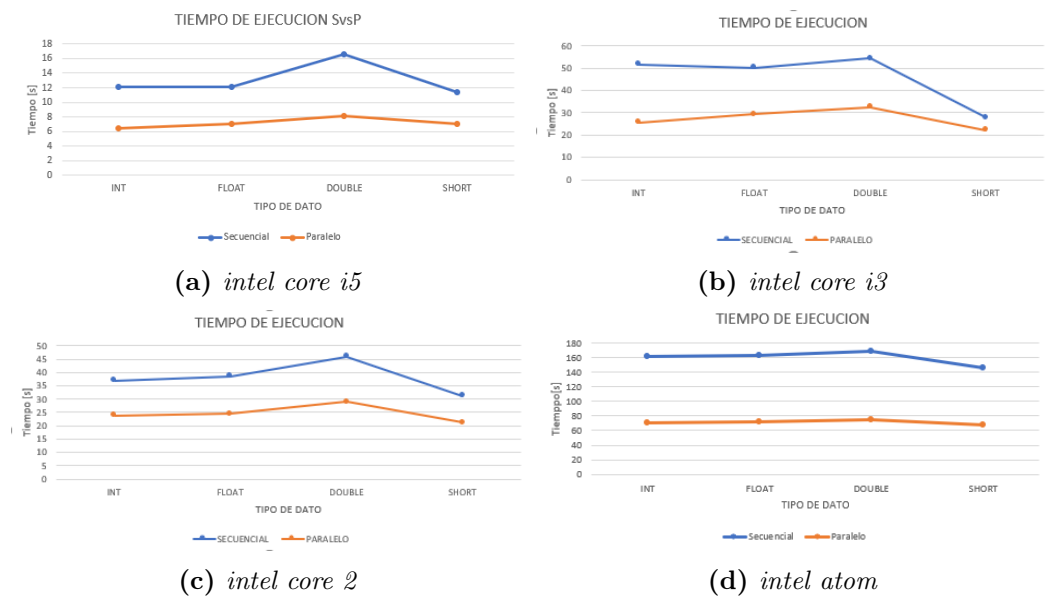 TIEMPO DE EJECUCION SvsP
18
16
14
12
10
8
6
4
2
0
Tiempo [s]
INT FLOAT DOUBLE SHORT
TIPO DE DATO
Secuencial Paralelo
(a) intel core i5
TIEMPO DE EJECUCION
60
50
40
30
20
10
0
Tiempo [s]
INT FLOAT DOUBLE SHORT
TIPO DE DATO
SECUENCIAL PARALELO
(b) intel core i3
TIEMPO DE EJECUCION
50
45
40
35
30
25
20
15
10
5
0
Tiempo [s]
INT FLOAT DOUBLE SHORT
TIPO DE DATO
SECUENCIAL PARALELO
(c) intel core 2
TIEMPO DE EJECUCION
180
160
140
120
100
80
60
40
20
0
Tiemppo[s]
INT FLOAT DOUBLE SHORT
TIPO DE DATO
Secuencial Paralelo
(d) intel atom